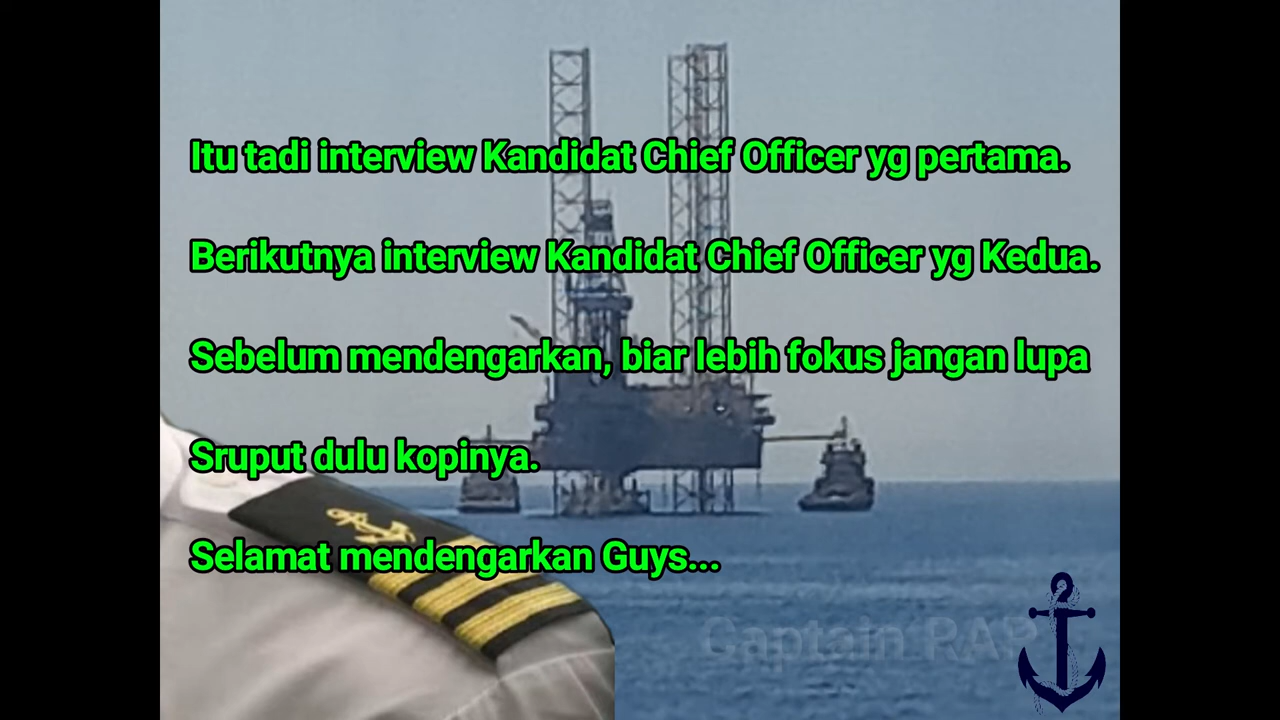 Itu tadi interview Kandidat Chief Officer yg pertama.
Berikutnya interview Kandidat Chief Officer yg Kedua.
Sebelum mendengarkan, biar lebih fokus jangan lupa
Sruput dulu kopinya.
Selamat mendengarkan Guys...
Captain RAP